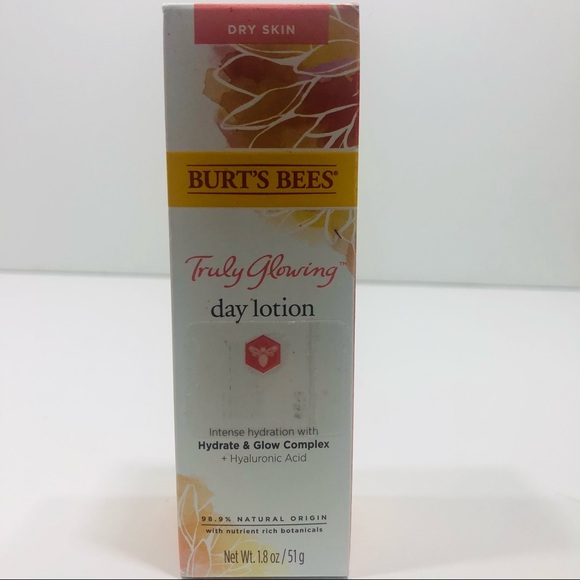 DRY SKIN
BURT'S BEES®
Truly Glowing™
day lotion
Intense hydration with
Hydrate & Glow Complex
+ Hyaluronic Acid
98.9% NATURAL ORIGIN
with nutrient rich botanicals
Net Wt. 1.8 oz / 51 g